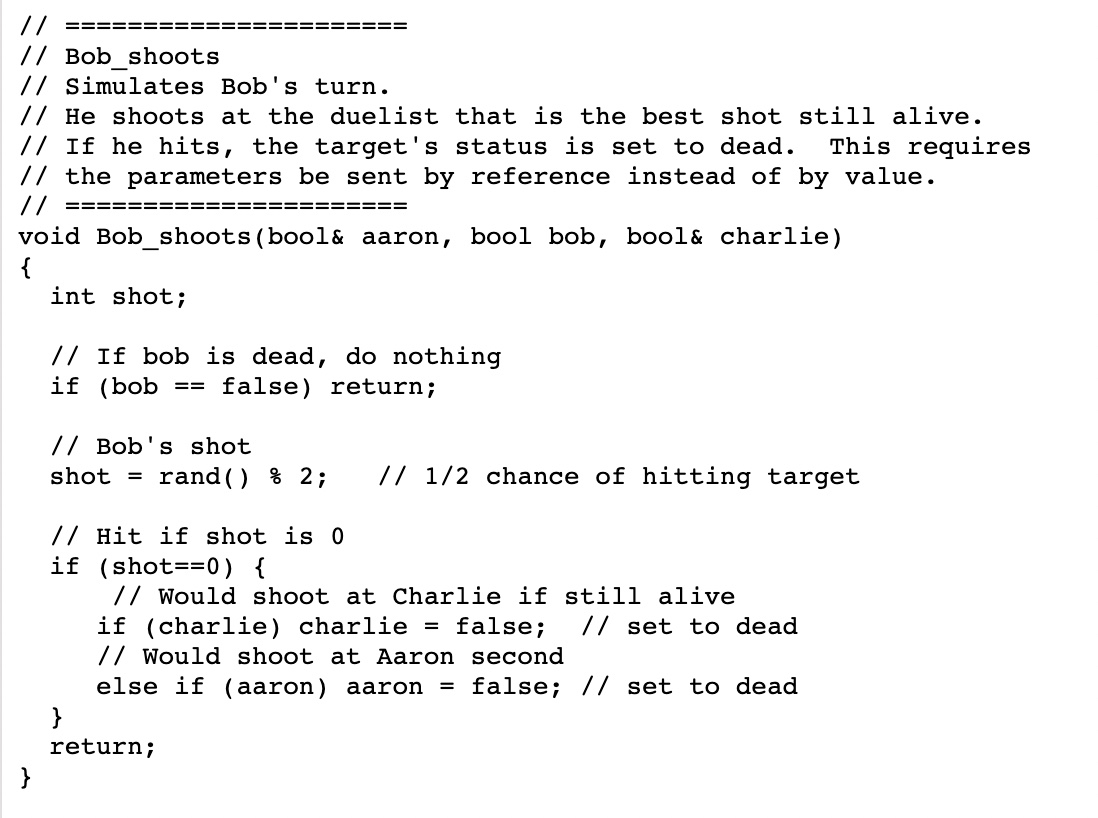 // ======================
// Bob_shoots
// Simulates Bob's turn.
// He shoots at the duelist that is the best shot still alive.
// If he hits, the target's status is set to dead.  This requires
// the parameters be sent by reference instead of by value.
// ======================
void Bob_shoots(bool& aaron, bool bob, bool& charlie)
{
  int shot;

  // If bob is dead, do nothing
  if (bob == false) return;

  // Bob's shot
  shot = rand() % 2;   // 1/2 chance of hitting target

  // Hit if shot is 0
  if (shot==0) {
      // Would shoot at Charlie if still alive
     if (charlie) charlie = false;  // set to dead
     // Would shoot at Aaron second
     else if (aaron) aaron = false; // set to dead
  }
  return;
}